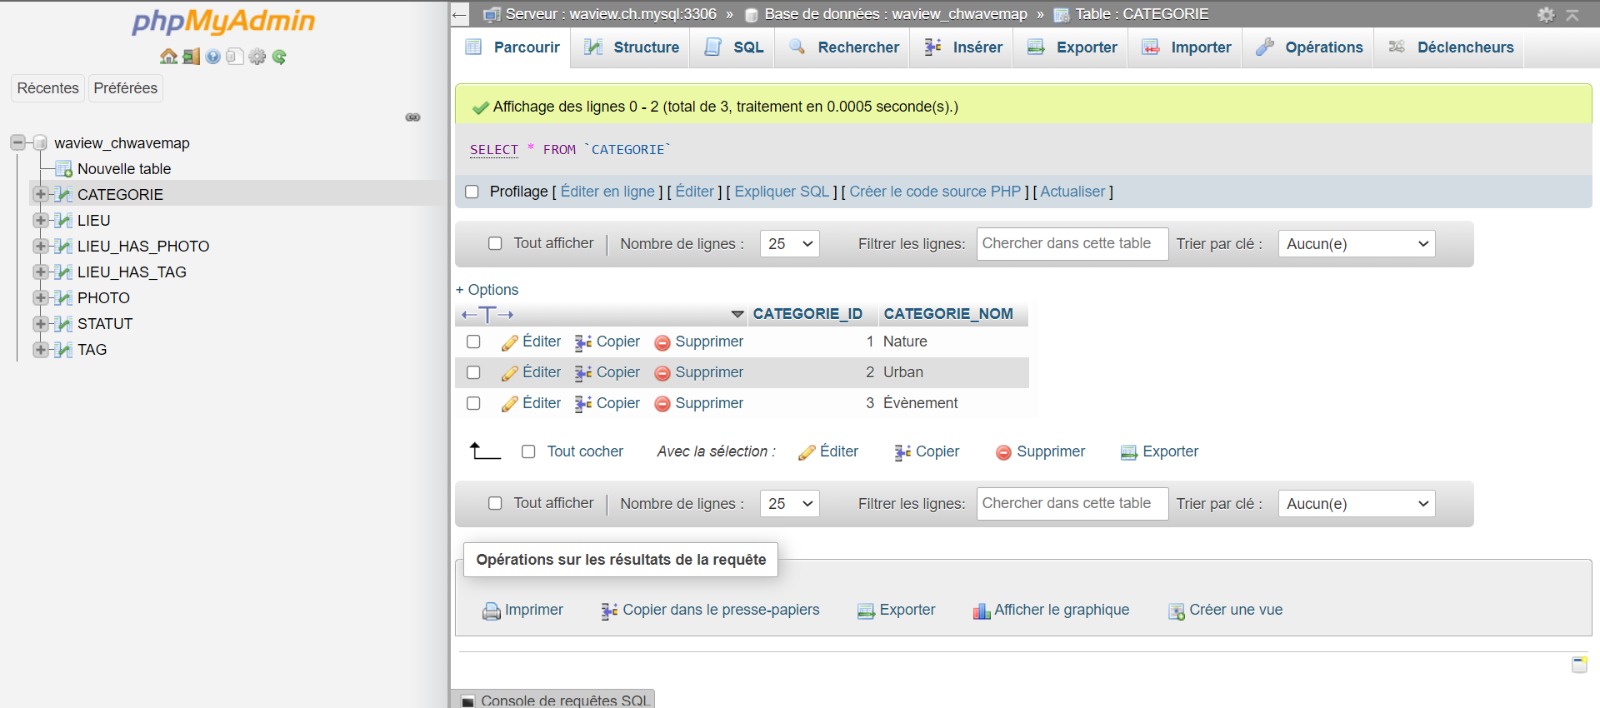 phpMyAdmin
Récentes Préférées
waview_chwavemap
Nouvelle table
CATEGORIE
LIEU
LIEU_HAS_PHOTO
LIEU_HAS_TAG
PHOTO
STATUT
TAG
Serveur : waview.ch.mysql:3306 » Base de données : waview_chwavemap » Table : CATEGORIE
Parcourir Structure SQL Rechercher Insérer Exporter Importer Opérations Déclencheurs
Affichage des lignes 0 - 2 (total de 3, traitement en 0.0005 seconde(s).)
SELECT * FROM `CATEGORIE`
Profilage [ Éditer en ligne ] [ Éditer ] [ Expliquer SQL ] [ Créer le code source PHP ] [ Actualiser ]
Tout afficher Nombre de lignes : 25 Filtrer les lignes: Chercher dans cette table Trier par clé : Aucun(e)
+ Options
CATEGORIE_ID CATEGORIE_NOM
Éditer Copier Supprimer 1 Nature
Éditer Copier Supprimer 2 Urban
Éditer Copier Supprimer 3 Évènement
Tout cocher Avec la sélection : Éditer Copier Supprimer Exporter
Tout afficher Nombre de lignes : 25 Filtrer les lignes: Chercher dans cette table Trier par clé : Aucun(e)
Opérations sur les résultats de la requête
Imprimer Copier dans le presse-papiers Exporter Afficher le graphique Créer une vue
Console de requêtes SQL